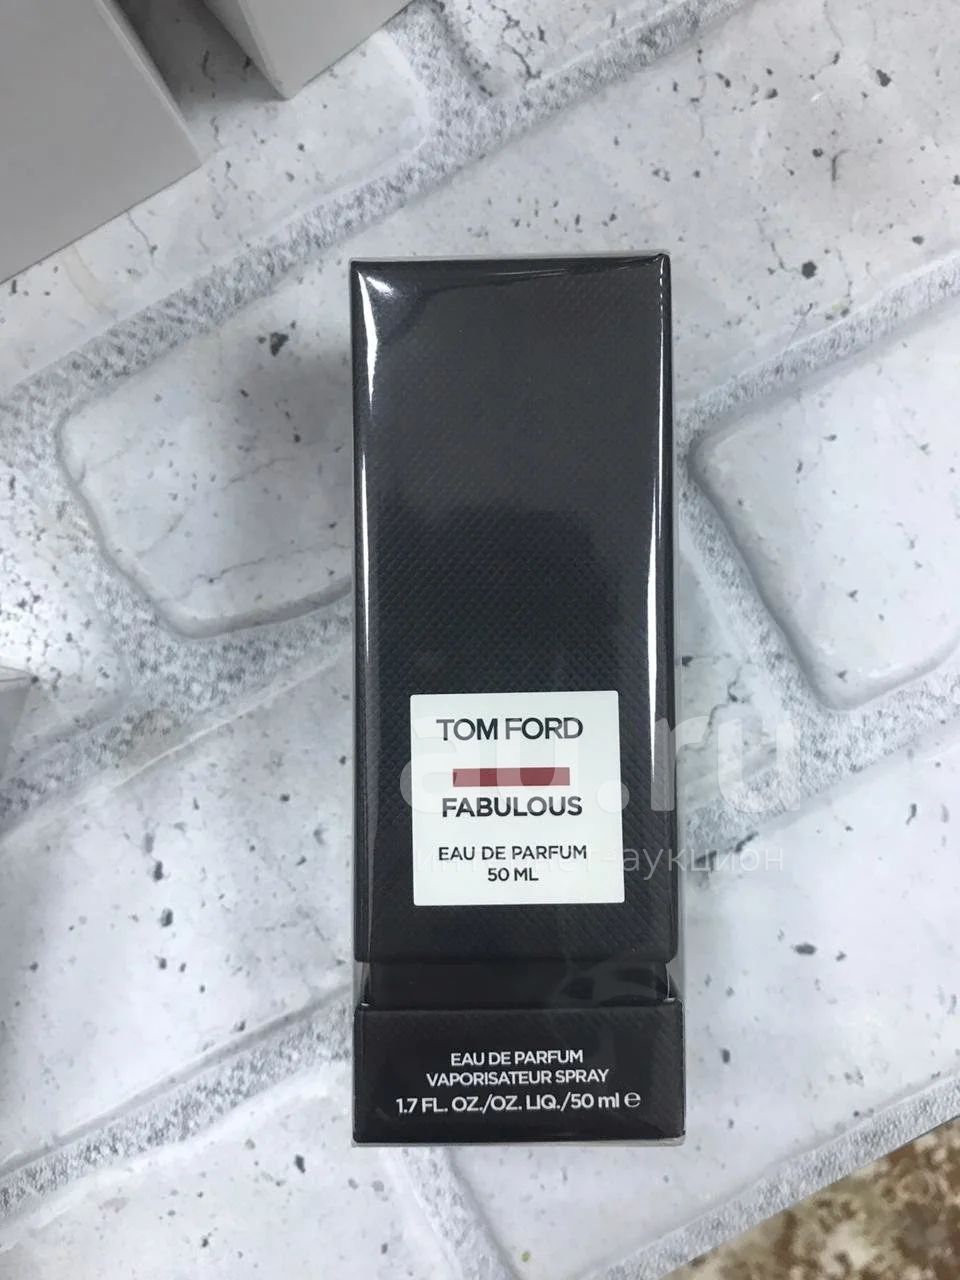 TOM FORD
FABULOUS
EAU DE PARFUM
50 ML
au.ru
интернет-аукцион
EAU DE PARFUM
VAPORISATEUR SPRAY
1.7 FL. OZ./OZ. LIQ./50 ml ℮